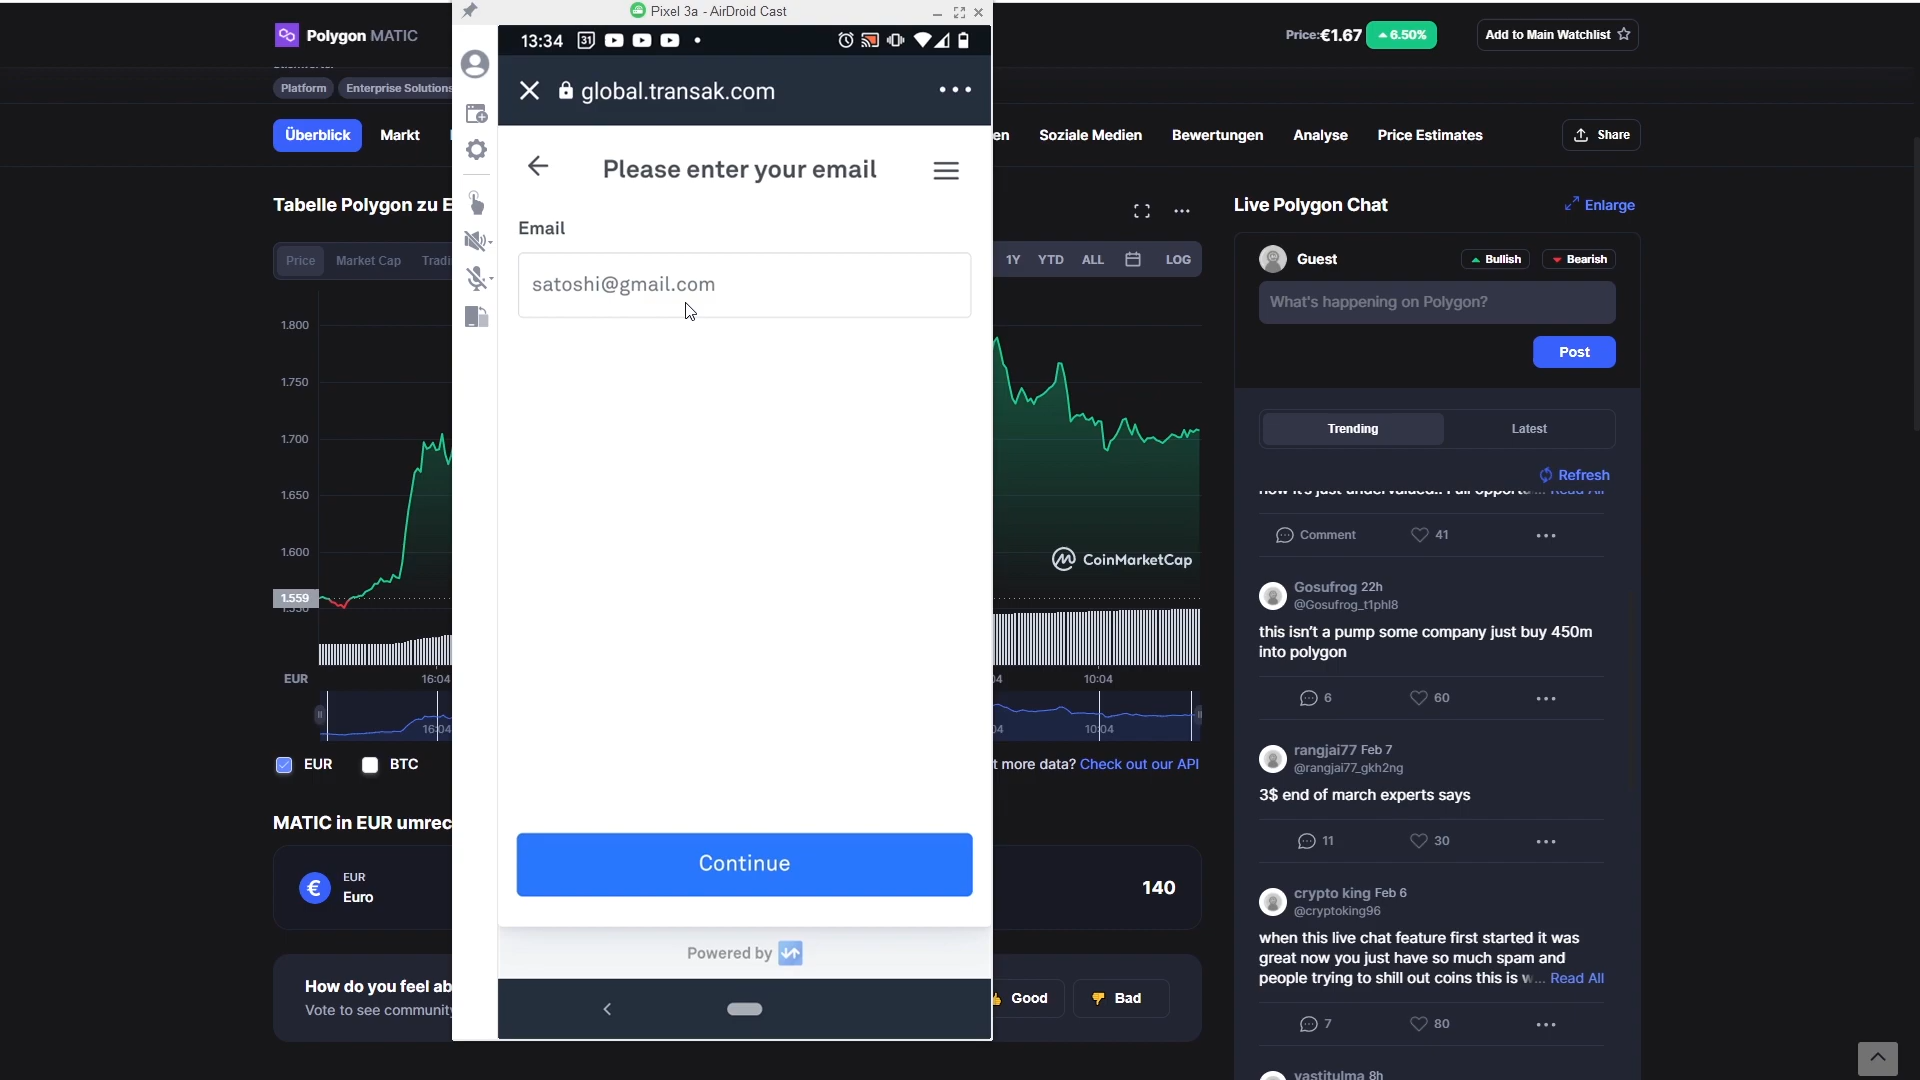 Polygon MATIC
Platform
Enterprise Solutions
Überblick
Markt
Tabelle Polygon zu E
Price
Market Cap
Tradi
1.800
1.750
1.700
1.650
1.600
1.559
EUR
16:04
16:04
EUR
BTC
MATIC in EUR umrec
€
EUR
Euro
How do you feel ab
Vote to see community
Pixel 3a - AirDroid Cast
13:34
31
global.transak.com
Please enter your email
Email
satoshi@gmail.com
Continue
Powered by
Price:€1.67
6.50%
Add to Main Watchlist
en
Soziale Medien
Bewertungen
Analyse
Price Estimates
Share
1Y
YTD
ALL
LOG
CoinMarketCap
10:04
10:04
t more data? Check out our API
140
Good
Bad
Live Polygon Chat
Enlarge
Guest
Bullish
Bearish
What's happening on Polygon?
Post
Trending
Latest
Refresh
Comment
41
Gosufrog 22h
@Gosufrog_t1phl8
this isn't a pump some company just buy 450m
into polygon
6
60
rangjai77 Feb 7
@rangjai77_gkh2ng
3$ end of march experts says
11
30
crypto king Feb 6
@cryptoking96
when this live chat feature first started it was
great now you just have so much spam and
people trying to shill out coins this is w... Read All
7
80
vastitulma 8h